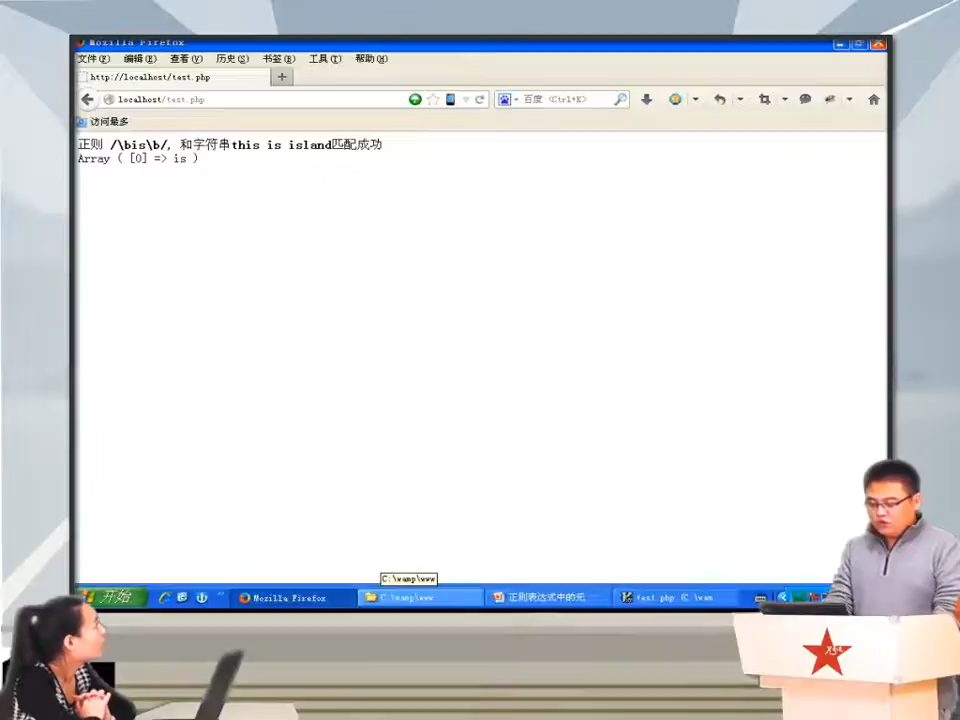 Mozilla Firefox
文件(F) 编辑(E) 查看(V) 历史(S) 书签(B) 工具(T) 帮助(H)
http://localhost/test.php
localhost/test.php 百度 <Ctrl+K>
访问最多
正则 /\bis\b/, 和字符串this is island匹配成功
Array ( [0] => is )
C:\wamp\www
开始 Mozilla Firefox C:\wamp\www 正则表达式中的元 test.php (C:\wam